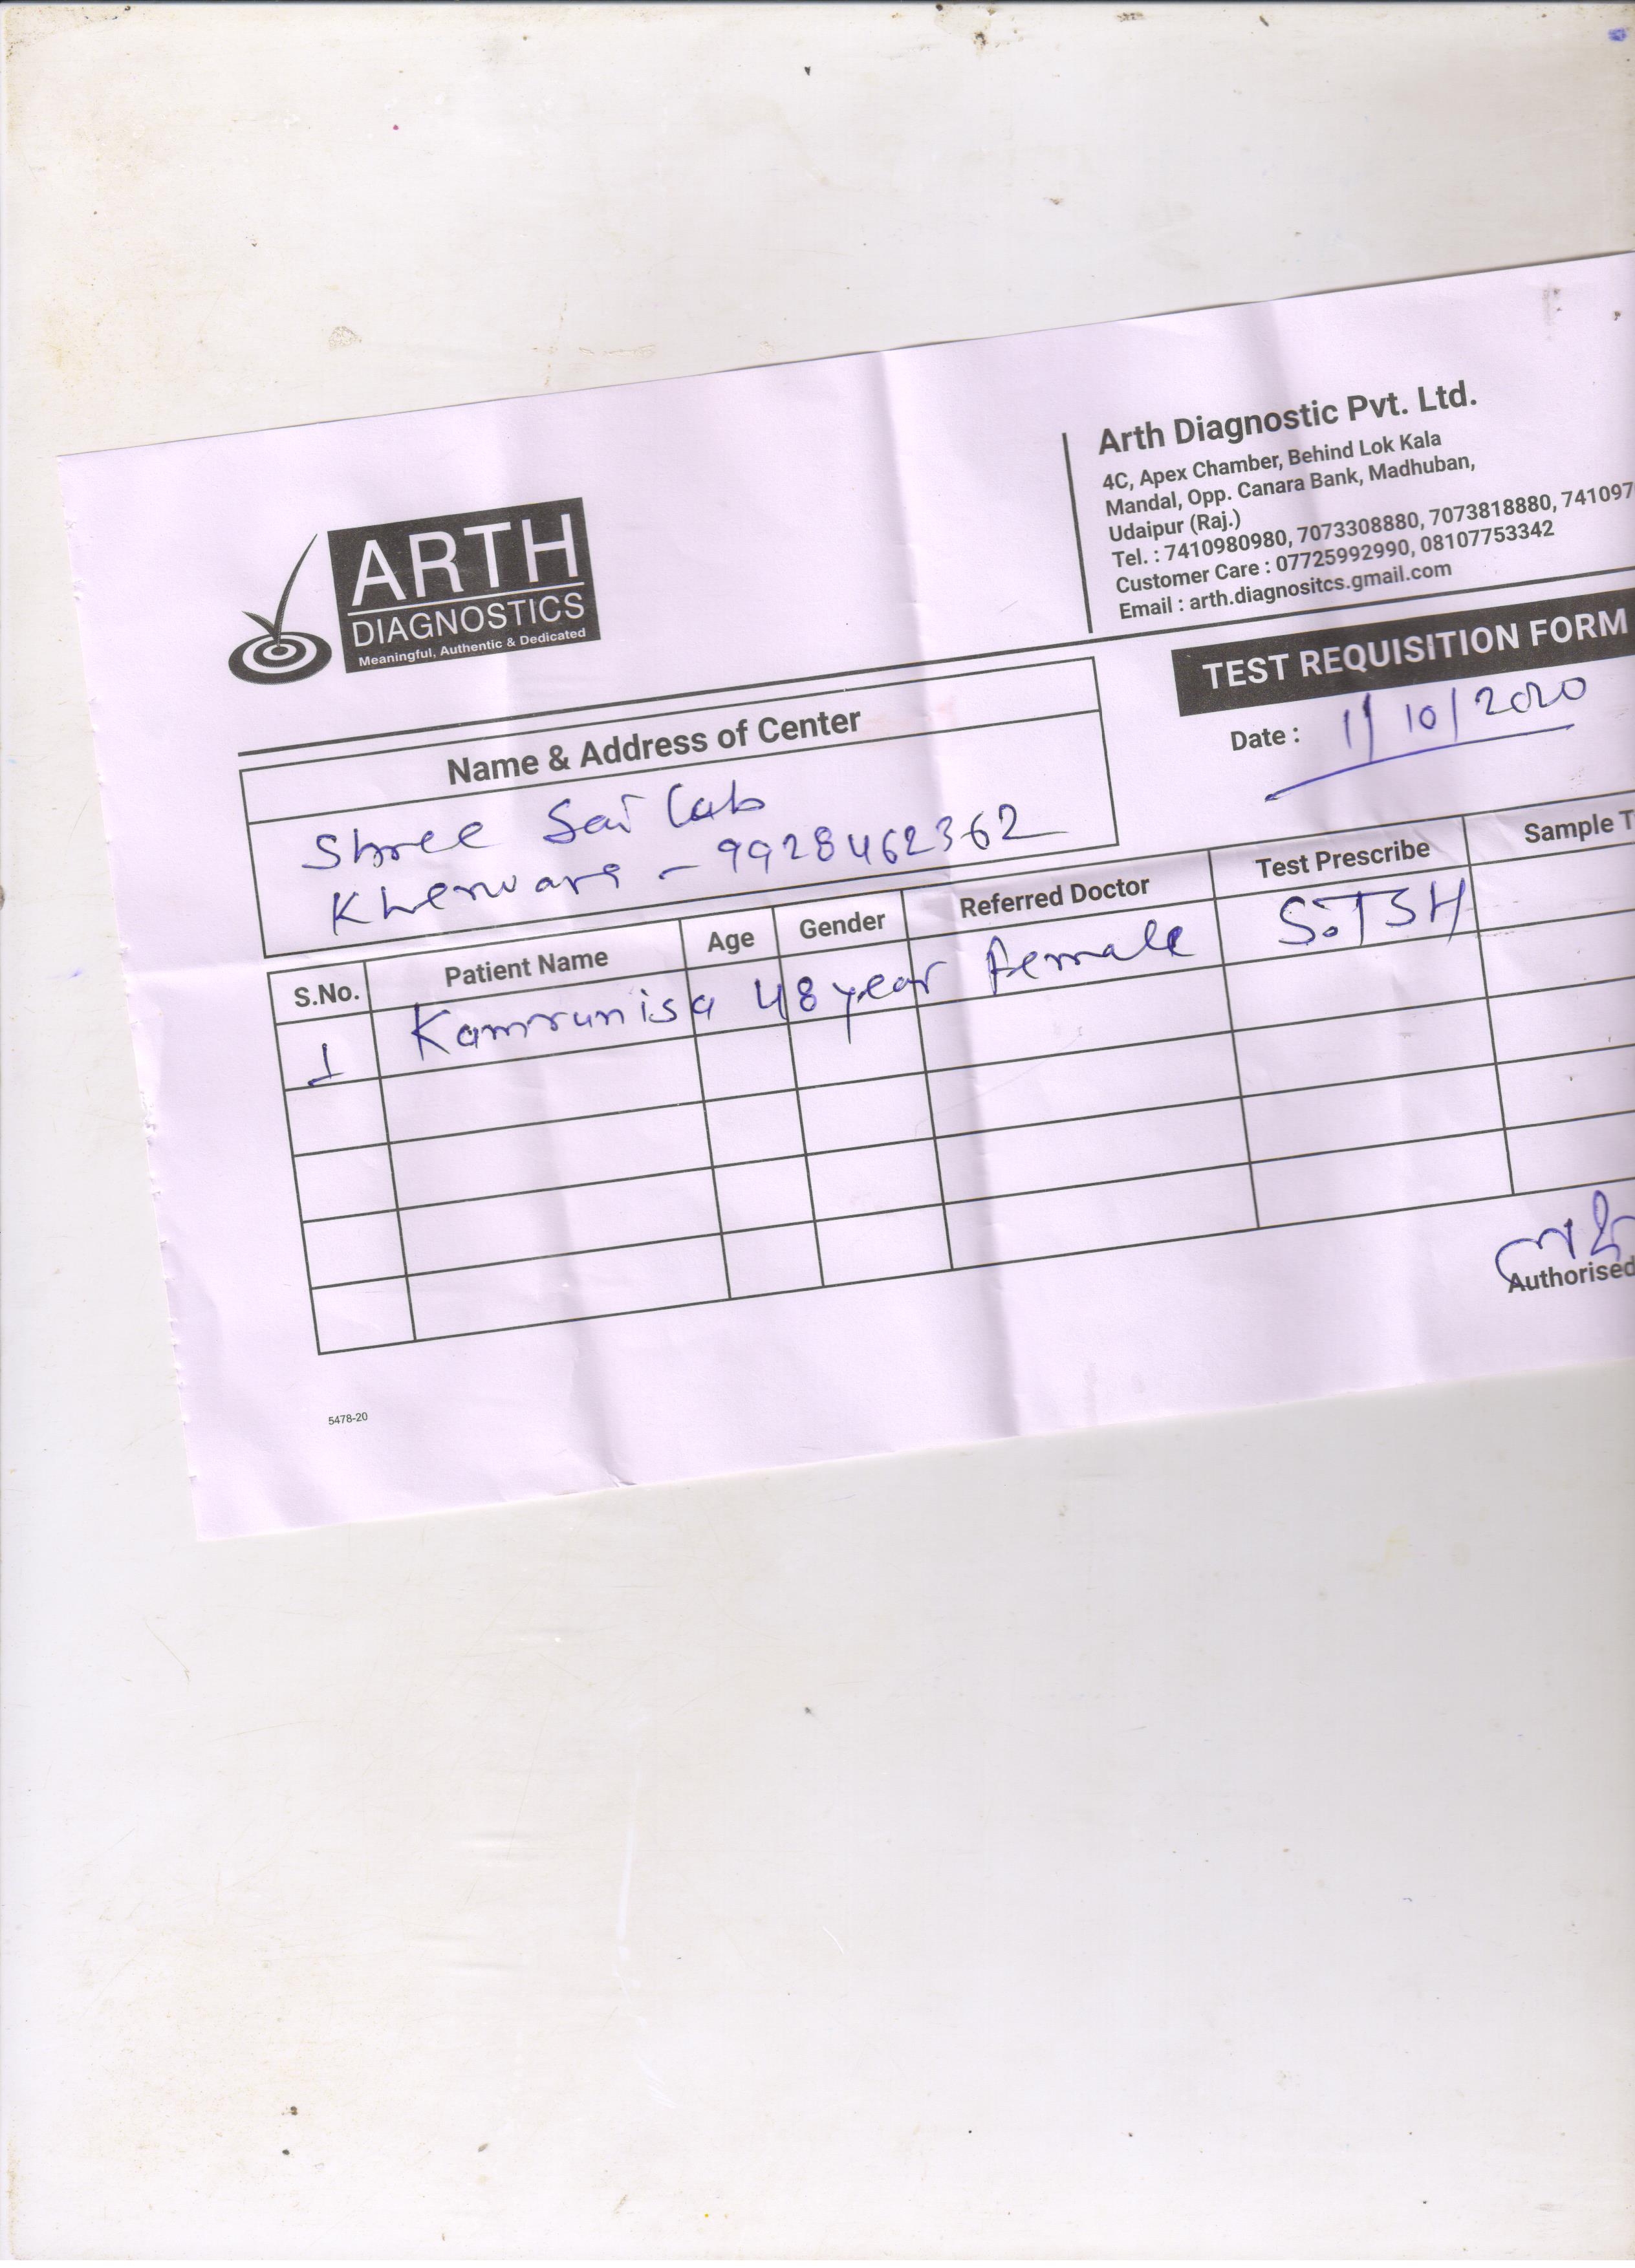 ARTH
DIAGNOSTICS
Meaningful, Authentic & Dedicated
Arth Diagnostic Pvt. Ltd.
4C, Apex Chamber, Behind Lok Kala
Mandal, Opp. Canara Bank, Madhuban,
Udaipur (Raj.)
Tel. : 7410980980, 7073308880, 7073818880, 741097
Customer Care : 07725992990, 08107753342
Email : arth.diagnositcs.gmail.com
TEST REQUISITION FORM
Date : 1/10/2020
Name & Address of Center
Shree Sai Lab
Kherwara - 9928462362
S.No. Patient Name Age Gender Referred Doctor Test Prescribe Sample T
1 Kamrunisa 48 year Female S.TSH
Authorised
5478-20